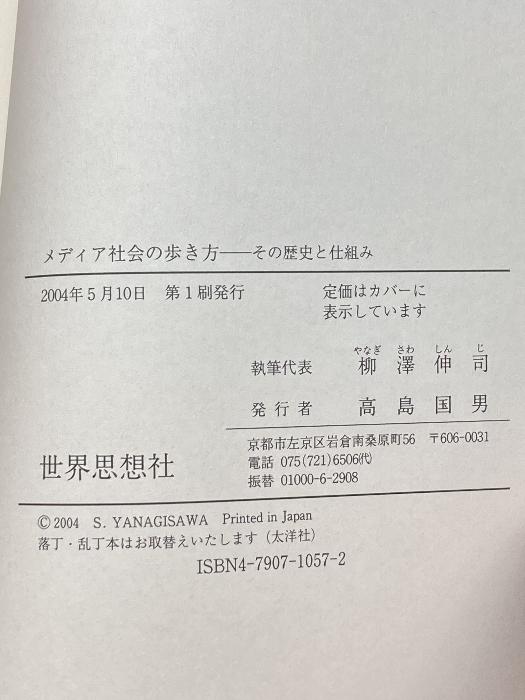 メディア社会の歩き方――その歴史と仕組み
2004年5月10日　第1刷発行
定価はカバーに
表示しています
やなぎ さわ しん じ
執筆代表　柳澤伸司
発行者　高島国男
世界思想社
京都市左京区岩倉南桑原町56　〒606-0031
電話 075(721)6506㈹
振替 01000-6-2908
© 2004　S. YANAGISAWA　Printed in Japan
落丁・乱丁本はお取替えいたします（太洋社）
ISBN4-7907-1057-2